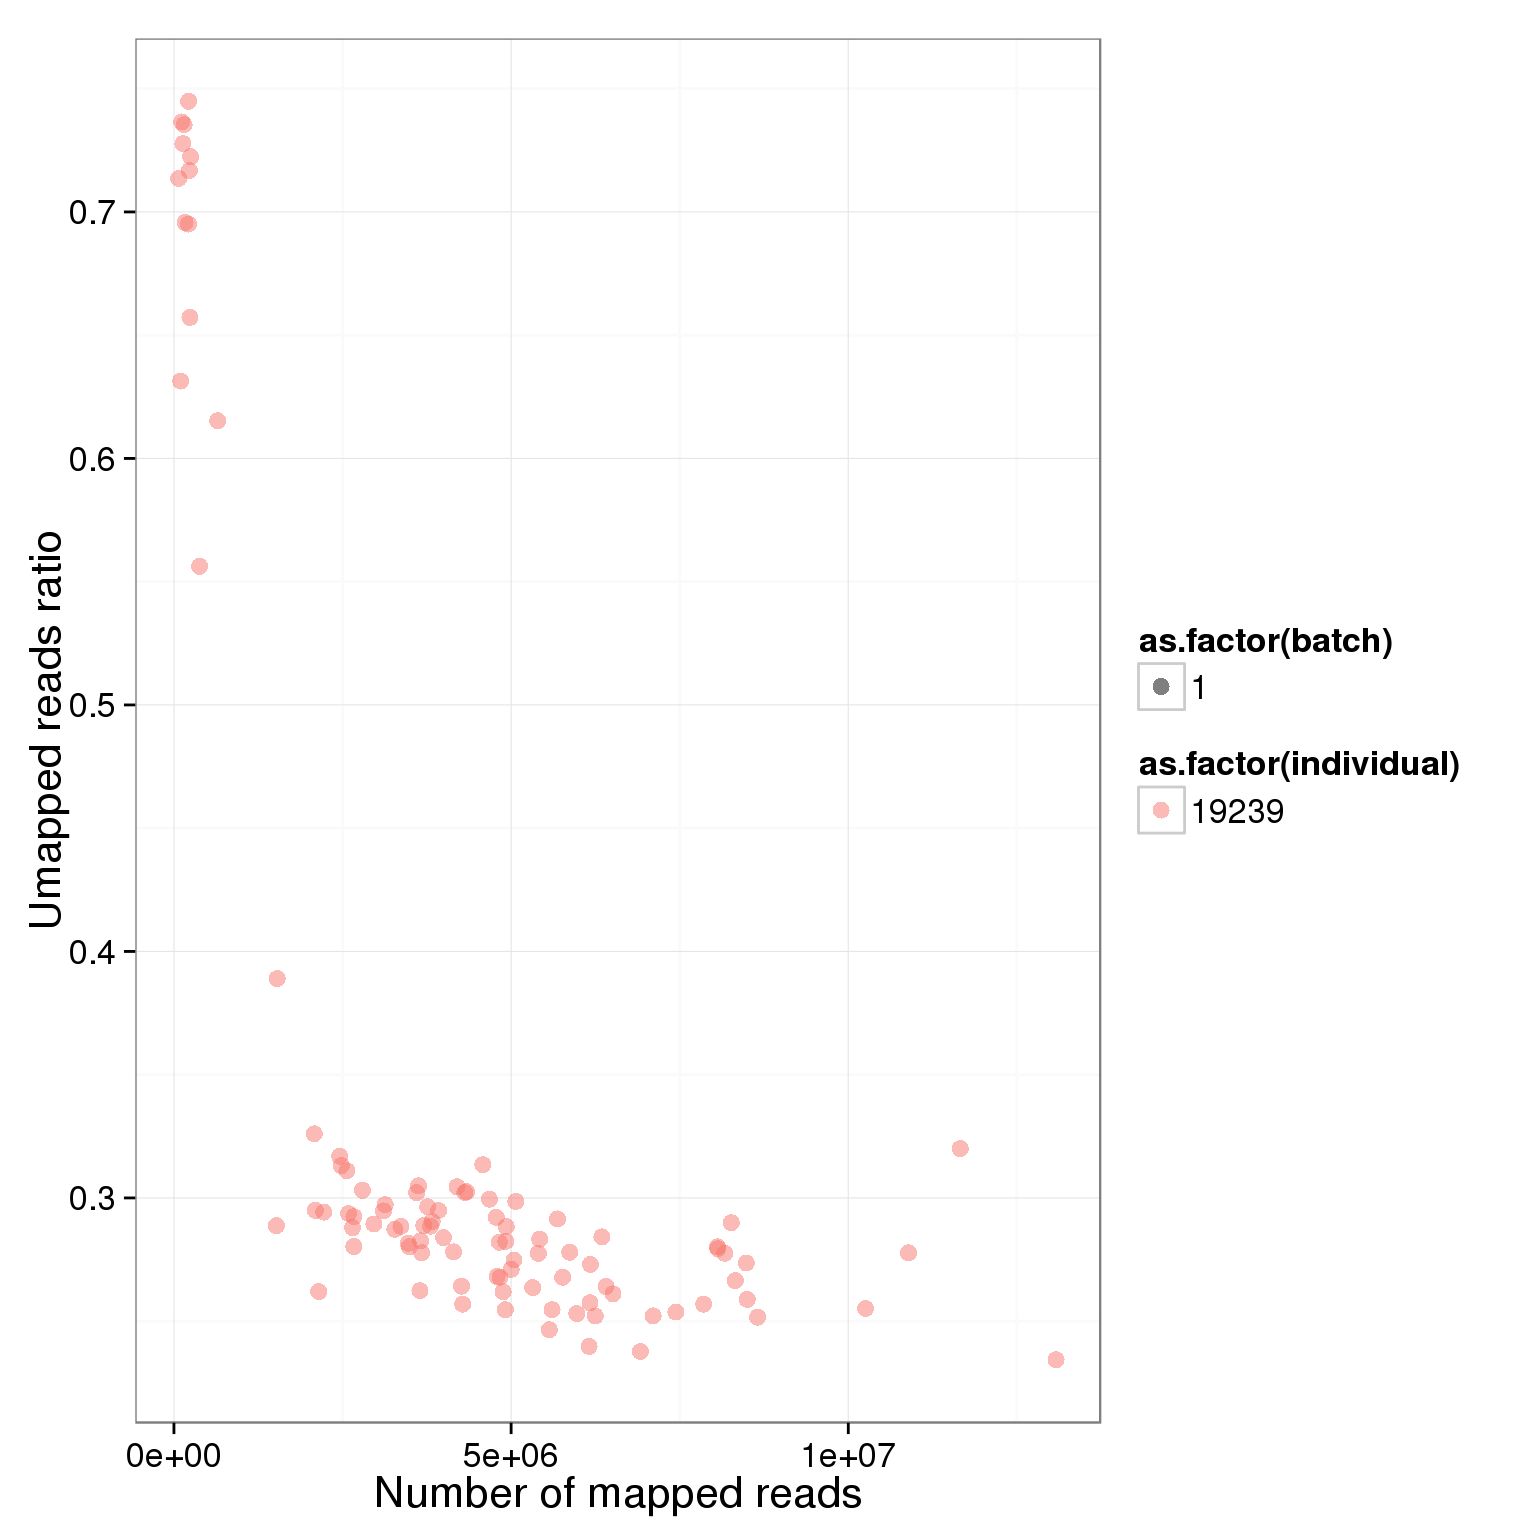 0.7
0.6
0.5
0.4
0.3
Umapped reads ratio
0e+00 5e+06 1e+07
Number of mapped reads
as.factor(batch)
1
as.factor(individual)
19239